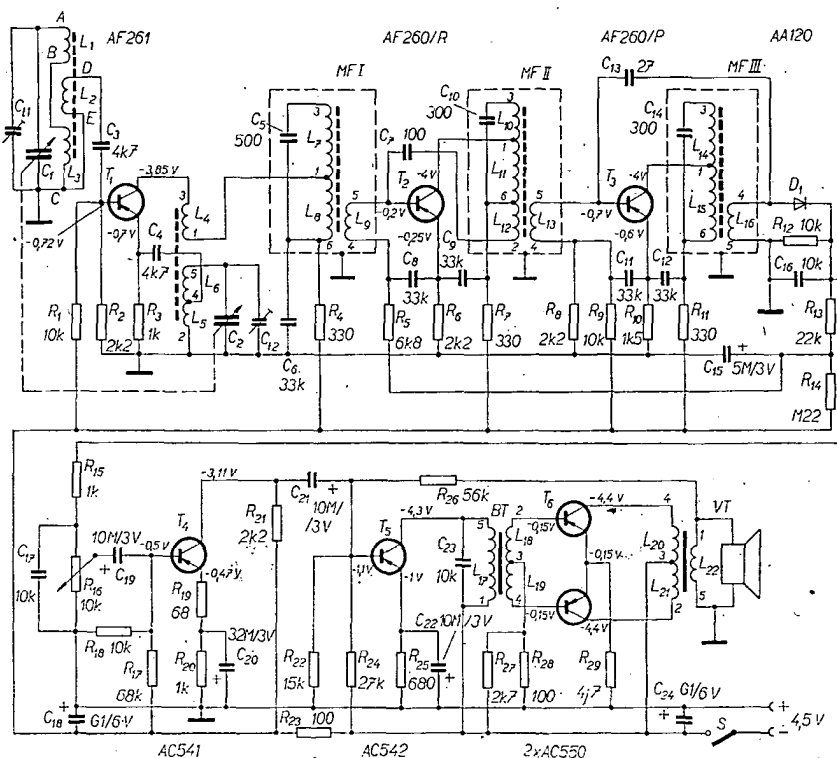 AF261
AF260/R
AF260/P
AA120
A
L1
B
D
L2
E
L3
C
CL1
C1
C3
4k7
T1
-3,85V
-0,72V
-0,7V
C4
4k7
3
L4
1
5
L6
4
L5
2
C2
CL2
R1
10k
R2
2k2
R3
1k
MF I
C5
500
3
L7
1
L8
6
5
L9
4
C6
33k
R4
330
C7
100
T2
-4V
-0,2V
-0,25V
C8
33k
C9
33k
R5
6k8
R6
2k2
MF II
C10
300
3
L10
1
L11
6
L12
2
5
L13
4
R7
330
R8
2k2
R9
10k
C13
27
T3
-4V
-0,7V
-0,6V
C11
33k
C12
33k
R10
1k5
R11
330
MF III
C14
300
3
L14
1
L15
6
4
L16
5
D1
R12 10k
C16 10k
R13
22k
C15
+
5M/3V
R14
M22
R15
1k
C17
10k
R16
10k
10M/3V
+
C19
-0,5V
T4
-3,11V
-0,47V
R19
68
R18
10k
R17
68k
R20
1k
32M/3V
+
C20
C18
+
G1/6V
R21
2k2
C21
+
10M/
/3V
R26 56k
T5
-4,3V
-1,1V
-1V
R22
15k
R24
27k
R25
680
C22
10M/3V
+
R23
100
C23
10k
BT
5
L17
1
2
L18
3
L19
4
T6
-4,4V
-0,15V
-0,15V
-0,15V
-4,4V
R27
2k7
R28
100
R29
4j7
4
L20
3
L21
2
VT
1
L22
5
C24
+
G1/6V
S
+
4,5V
-
AC541
AC542
2xAC550